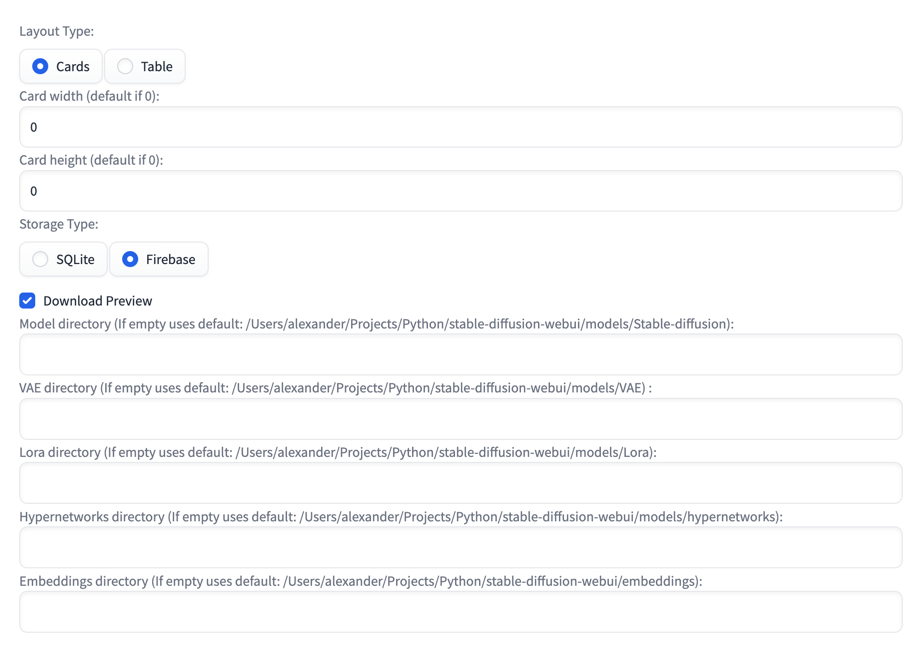 Layout Type:
Cards Table
Card width (default if 0):
0
Card height (default if 0):
0
Storage Type:
SQLite Firebase
Download Preview
Model directory (If empty uses default: /Users/alexander/Projects/Python/stable-diffusion-webui/models/Stable-diffusion):
VAE directory (If empty uses default: /Users/alexander/Projects/Python/stable-diffusion-webui/models/VAE) :
Lora directory (If empty uses default: /Users/alexander/Projects/Python/stable-diffusion-webui/models/Lora):
Hypernetworks directory (If empty uses default: /Users/alexander/Projects/Python/stable-diffusion-webui/models/hypernetworks):
Embeddings directory (If empty uses default: /Users/alexander/Projects/Python/stable-diffusion-webui/embeddings):